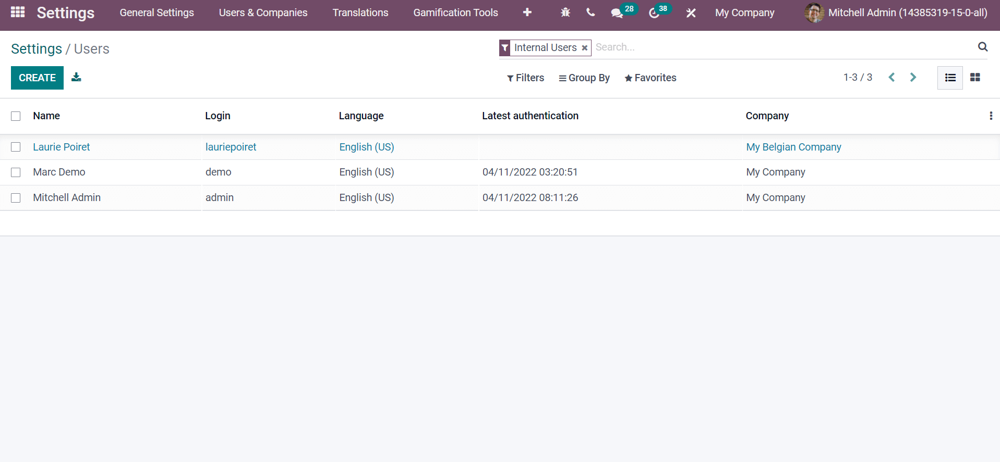 Settings General Settings Users & Companies Translations Gamification Tools 28 38 My Company Mitchell Admin (14385319-15-0-all)
Settings / Users
Internal Users Search...
CREATE Filters Group By Favorites 1-3 / 3
Name Login Language Latest authentication Company
Laurie Poiret lauriepoiret English (US) My Belgian Company
Marc Demo demo English (US) 04/11/2022 03:20:51 My Company
Mitchell Admin admin English (US) 04/11/2022 08:11:26 My Company